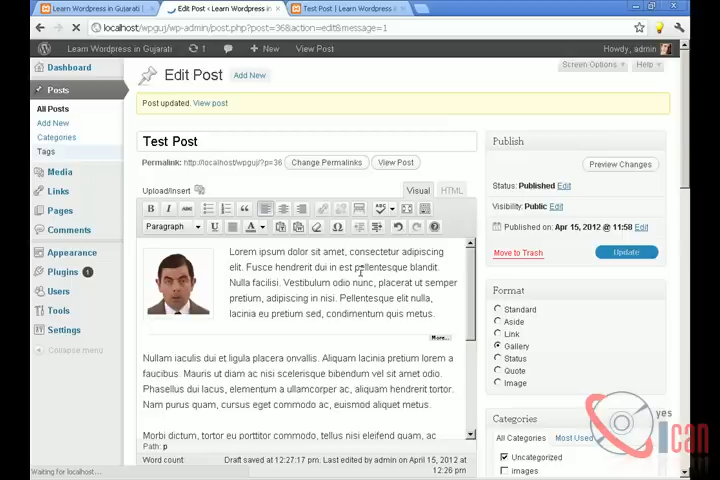 Learn Wordpress in Gujarati |
Edit Post ‹ Learn Wordpress
Test Post | Learn Wordpress in
localhost/wpguj/wp-admin/post.php?post=36&action=edit&message=1
Learn Wordpress in Gujarati
1
+ New
View Post
Howdy, admin
Dashboard
Posts
All Posts
Add New
Categories
Tags
Media
Links
Pages
Comments
Appearance
Plugins 1
Users
Tools
Settings
Collapse menu
Screen Options
Help
Edit Post
Add New
Post updated. View post
Test Post
Permalink: http://localhost/wpguj/?p=36
Change Permalinks
View Post
Upload/Insert
Visual
HTML
B I ABC
ABC
Paragraph
U
A
Lorem ipsum dolor sit amet, consectetur adipiscing
elit. Fusce hendrerit dui in est pellentesque blandit.
Nulla facilisi. Vestibulum odio nunc, placerat ut semper
pretium, adipiscing in nisi. Pellentesque elit nulla,
lacinia eu pretium sed, condimentum quis metus.
More...
Nullam iaculis dui et ligula placera onvallis. Aliquam lacinia pretium lorem a
faucibus. Mauris ut diam ac nisi scelerisque bibendum vel sit amet odio.
Phasellus dui lacus, elementum a ullamcorper ac, aliquam hendrerit tortor.
Nam purus quam, cursus eget commodo ac, euismod aliquet metus.
Morbi dictum, tortor eu porttitor commodo, tellus nisi eleifend quam, ac
Path: p
Word count:
Draft saved at 12:27:17 pm. Last edited by admin on April 15, 2012 at
12:26 pm
Publish
Preview Changes
Status: Published Edit
Visibility: Public Edit
Published on: Apr 15, 2012 @ 11:58 Edit
Move to Trash
Update
Format
Standard
Aside
Link
Gallery
Status
Quote
Image
Categories
All Categories
Most Used
Uncategorized
images
Waiting for localhost...
yes
I can